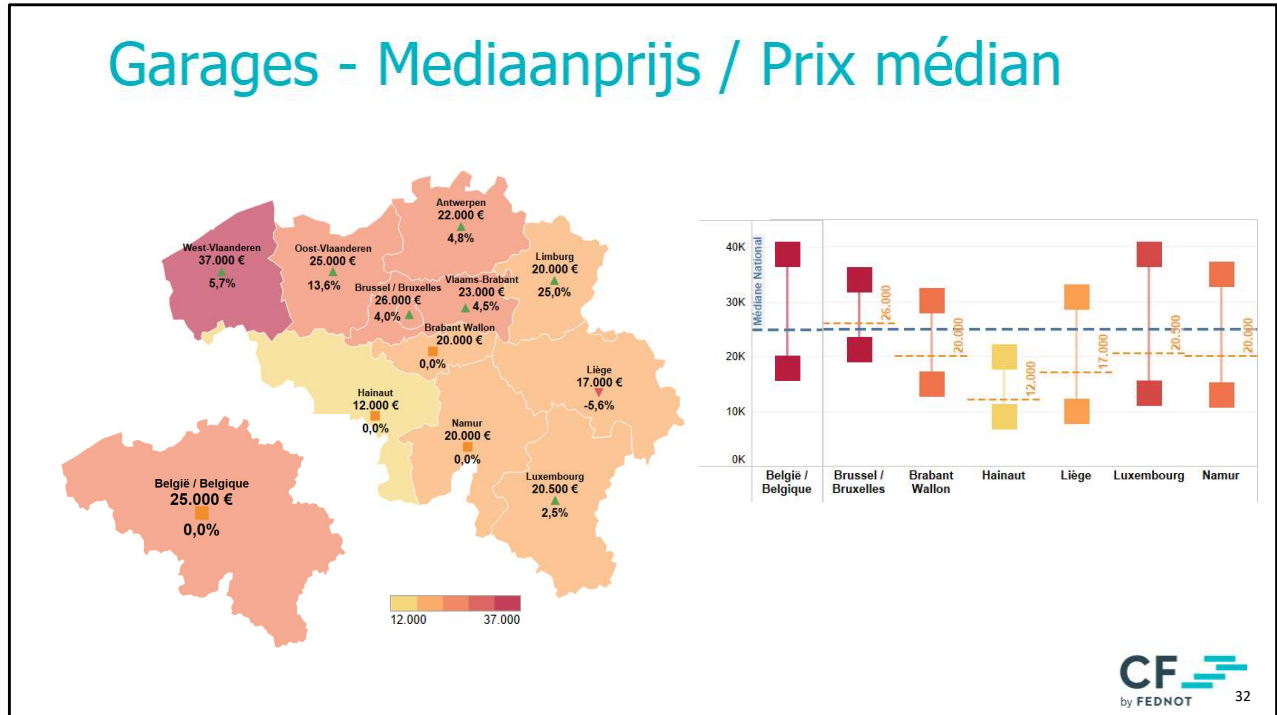 Garages - Mediaanprijs / Prix médian
Antwerpen
22.000 €
4,8%
West-Vlaanderen
37.000 €
5,7%
Oost-Vlaanderen
25.000 €
13,6%
Limburg
20.000 €
25,0%
Brussel / Bruxelles
26.000 €
4,0%
Vlaams-Brabant
23.000 €
4,5%
Brabant Wallon
20.000 €
0,0%
Liège
17.000 €
-5,6%
Hainaut
12.000 €
0,0%
Namur
20.000 €
0,0%
Luxembourg
20.500 €
2,5%
België / Belgique
25.000 €
0,0%
12.000 37.000
40K
30K
20K
10K
0K
Médiane National
26.000
20.000
12.000
17.000
20.500
20.000
België /
Belgique
Brussel /
Bruxelles
Brabant
Wallon
Hainaut
Liège
Luxembourg
Namur
CF
by FEDNOT
32